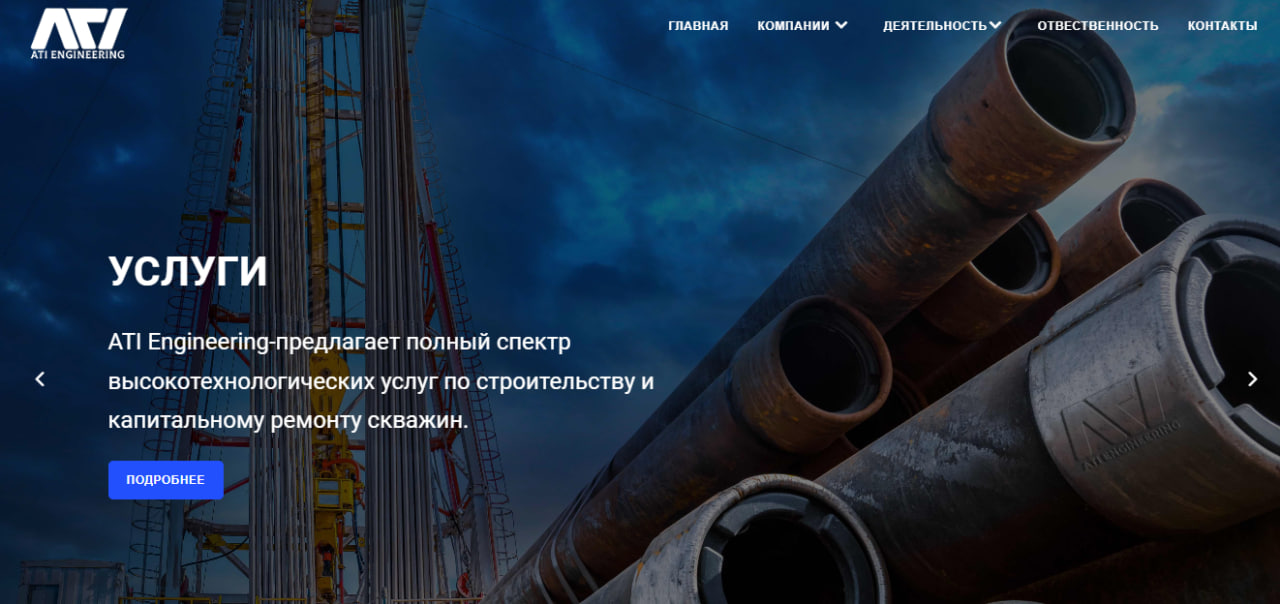 ATI
ATI ENGINEERING
ГЛАВНАЯ КОМПАНИИ ДЕЯТЕЛЬНОСТЬ ОТВЕСТВЕННОСТЬ КОНТАКТЫ
УСЛУГИ
ATI Engineering-предлагает полный спектр
высокотехнологических услуг по строительству и
капитальному ремонту скважин.
ПОДРОБНЕЕ
ATI
ATI ENGINEERING